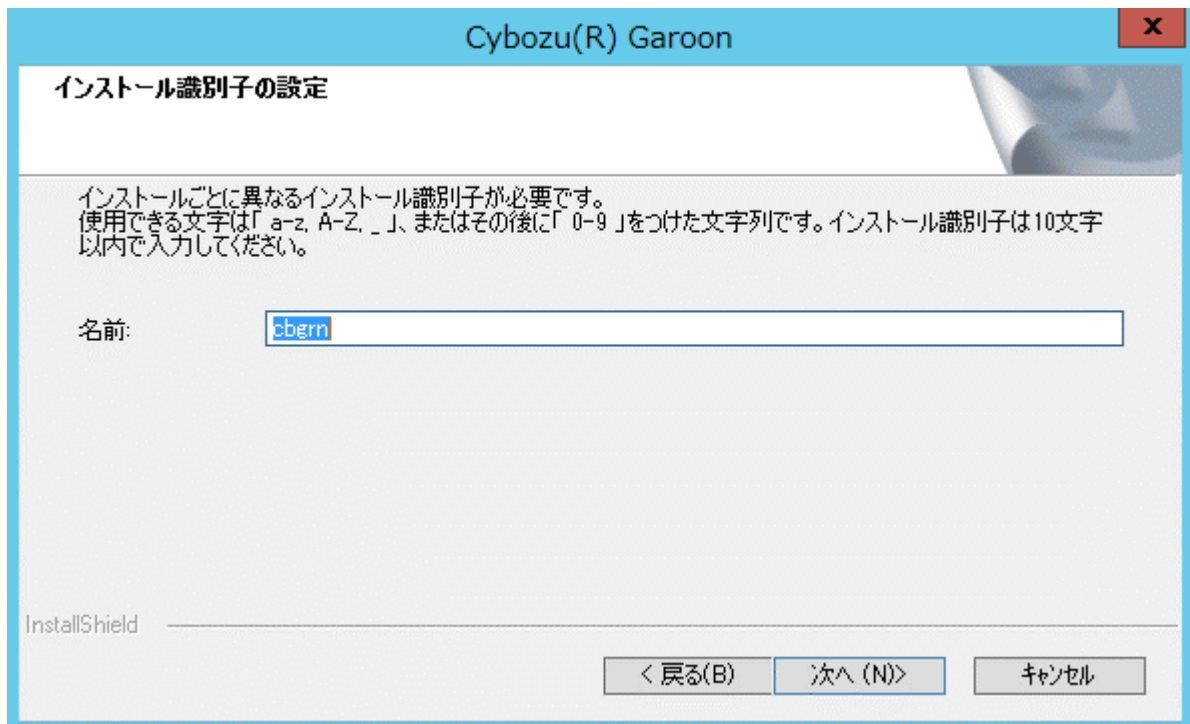 Cybozu(R) Garoon
x
インストール識別子の設定
インストールごとに異なるインストール識別子が必要です。
使用できる文字は「 a-z, A-Z, _ 」、またはその後に「 0-9 」をつけた文字列です。インストール識別子は10文字
以内で入力してください。
名前:
cbgrn
InstallShield
< 戻る(B)
次へ (N)>
キャンセル